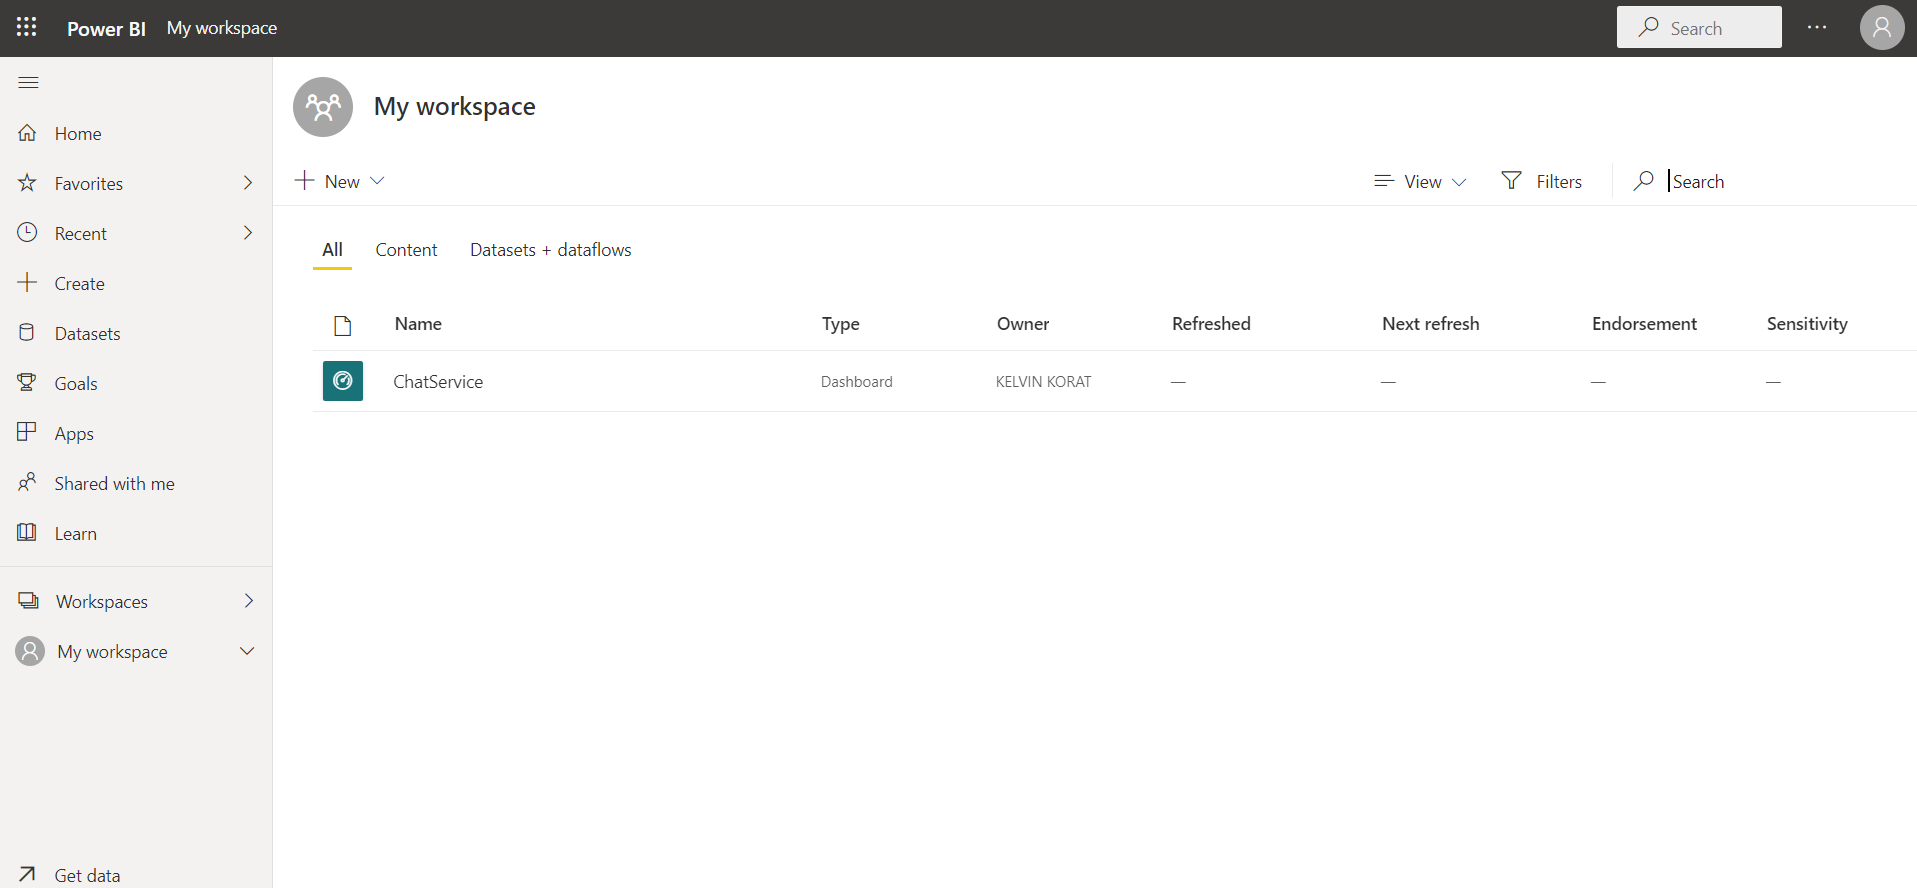 Power BI My workspace Search ...
Home
Favorites
Recent
Create
Datasets
Goals
Apps
Shared with me
Learn
Workspaces
My workspace
Get data
My workspace
New View Filters Search
All Content Datasets + dataflows
Name Type Owner Refreshed Next refresh Endorsement Sensitivity
ChatService Dashboard KELVIN KORAT — — — —